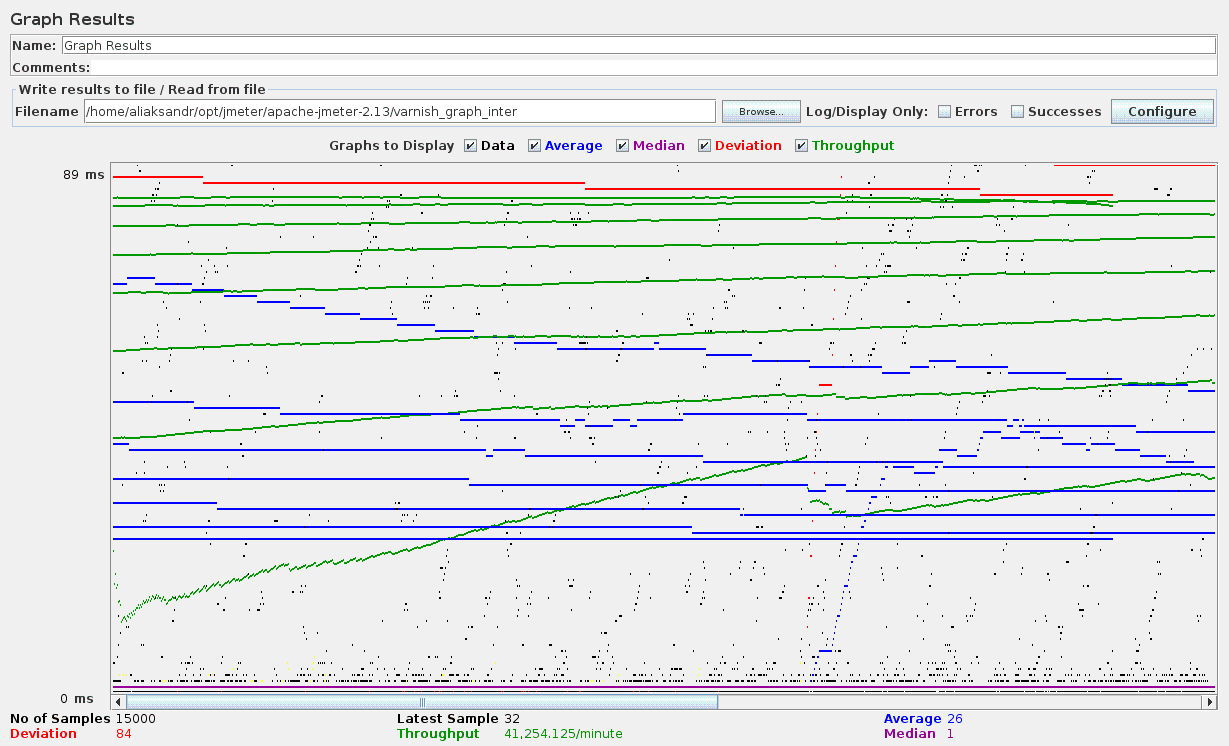 Graph Results
Name: Graph Results
Comments:
Write results to file / Read from file
Filename /home/aliaksandr/opt/jmeter/apache-jmeter-2.13/varnish_graph_inter Browse... Log/Display Only: Errors Successes Configure
Graphs to Display Data Average Median Deviation Throughput
89 ms
0 ms
No of Samples 15000 Latest Sample 32 Average 26
Deviation 84 Throughput 41,254.125/minute Median 1